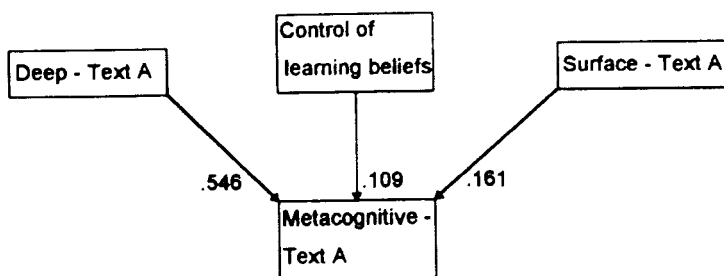 Control of
learning beliefs
Deep - Text A
Surface - Text A
.546
.109
.161
Metacognitive -
Text A